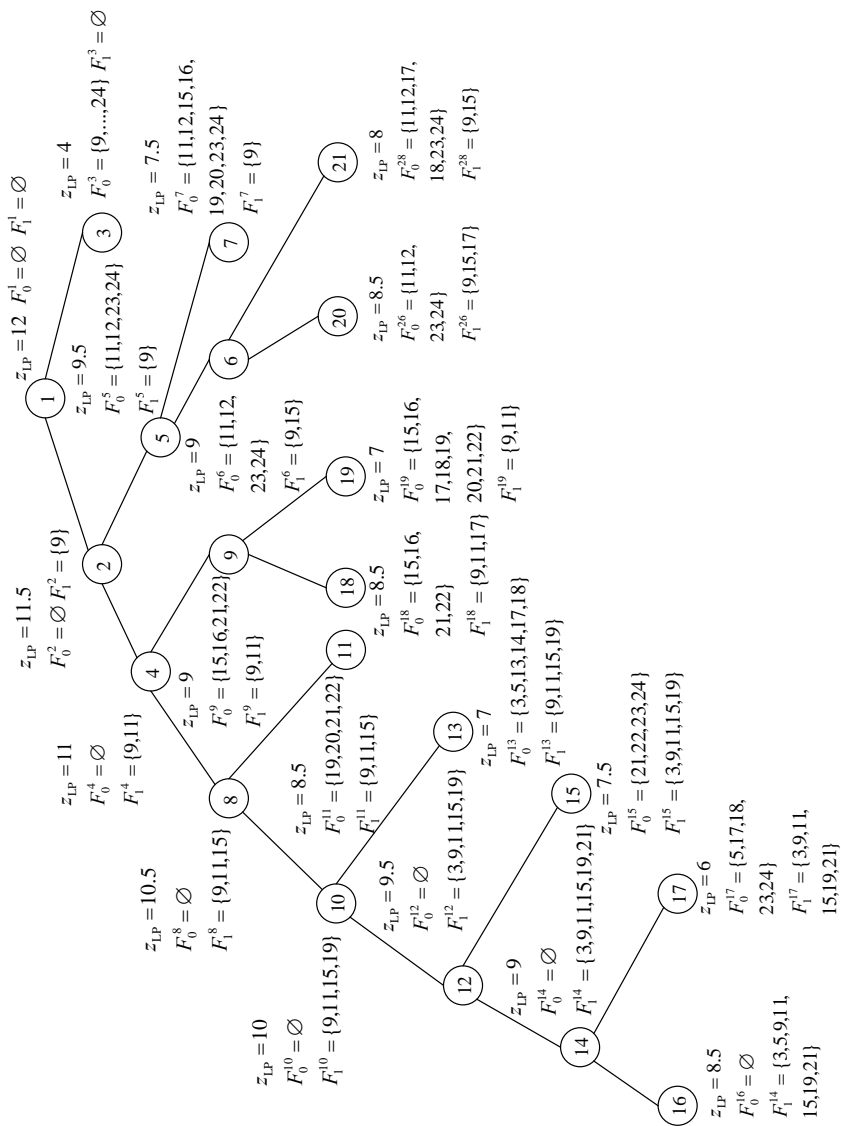 z_LP = 12 F_0^1 = ∅ F_1^1 = ∅
1
z_LP = 11.5
F_0^2 = ∅ F_1^2 = {9}
2
z_LP = 4
F_0^3 = {9,...,24} F_1^3 = ∅
3
z_LP = 11
F_0^4 = ∅
F_1^4 = {9,11}
4
z_LP = 9.5
F_0^5 = {11,12,23,24}
F_1^5 = {9}
5
z_LP = 10.5
F_0^8 = ∅
F_1^8 = {9,11,15}
8
z_LP = 9
F_0^9 = {15,16,21,22}
F_1^9 = {9,11}
9
z_LP = 9
F_0^6 = {11,12,
23,24}
F_1^6 = {9,15}
6
z_LP = 7.5
F_0^7 = {11,12,15,16,
19,20,23,24}
F_1^7 = {9}
7
z_LP = 10
F_0^10 = ∅
F_1^10 = {9,11,15,19}
10
z_LP = 8.5
F_0^11 = {19,20,21,22}
F_1^11 = {9,11,15}
11
18
z_LP = 8.5
F_0^18 = {15,16,
21,22}
F_1^18 = {9,11,17}
19
z_LP = 7
F_0^19 = {15,16,
17,18,19,
20,21,22}
F_1^19 = {9,11}
20
z_LP = 8.5
F_0^26 = {11,12,
23,24}
F_1^26 = {9,15,17}
21
z_LP = 8
F_0^28 = {11,12,17,
18,23,24}
F_1^28 = {9,15}
z_LP = 9.5
F_0^12 = ∅
F_1^12 = {3,9,11,15,19}
12
13
z_LP = 7
F_0^13 = {3,5,13,14,17,18}
F_1^13 = {9,11,15,19}
z_LP = 9
F_0^14 = ∅
F_1^14 = {3,9,11,15,19,21}
14
15
z_LP = 7.5
F_0^15 = {21,22,23,24}
F_1^15 = {3,9,11,15,19}
16
z_LP = 8.5
F_0^16 = ∅
F_1^14 = {3,5,9,11,
15,19,21}
17
z_LP = 6
F_0^17 = {5,17,18,
23,24}
F_1^17 = {3,9,11,
15,19,21}